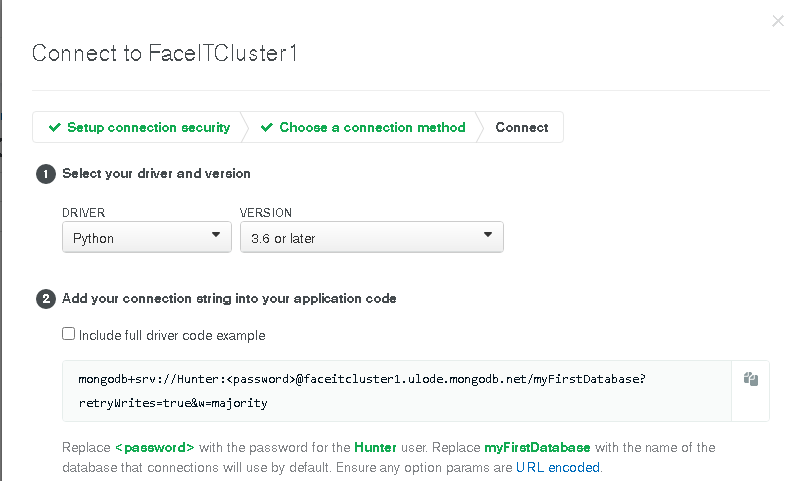 Connect to FaceITCluster1
Setup connection security
Choose a connection method
Connect
1 Select your driver and version
DRIVER
VERSION
Python
3.6 or later
2 Add your connection string into your application code
Include full driver code example
mongodb+srv://Hunter:<password>@faceitcluster1.ulode.mongodb.net/myFirstDatabase?
retryWrites=true&w=majority
Replace <password> with the password for the Hunter user. Replace myFirstDatabase with the name of the
database that connections will use by default. Ensure any option params are URL encoded.